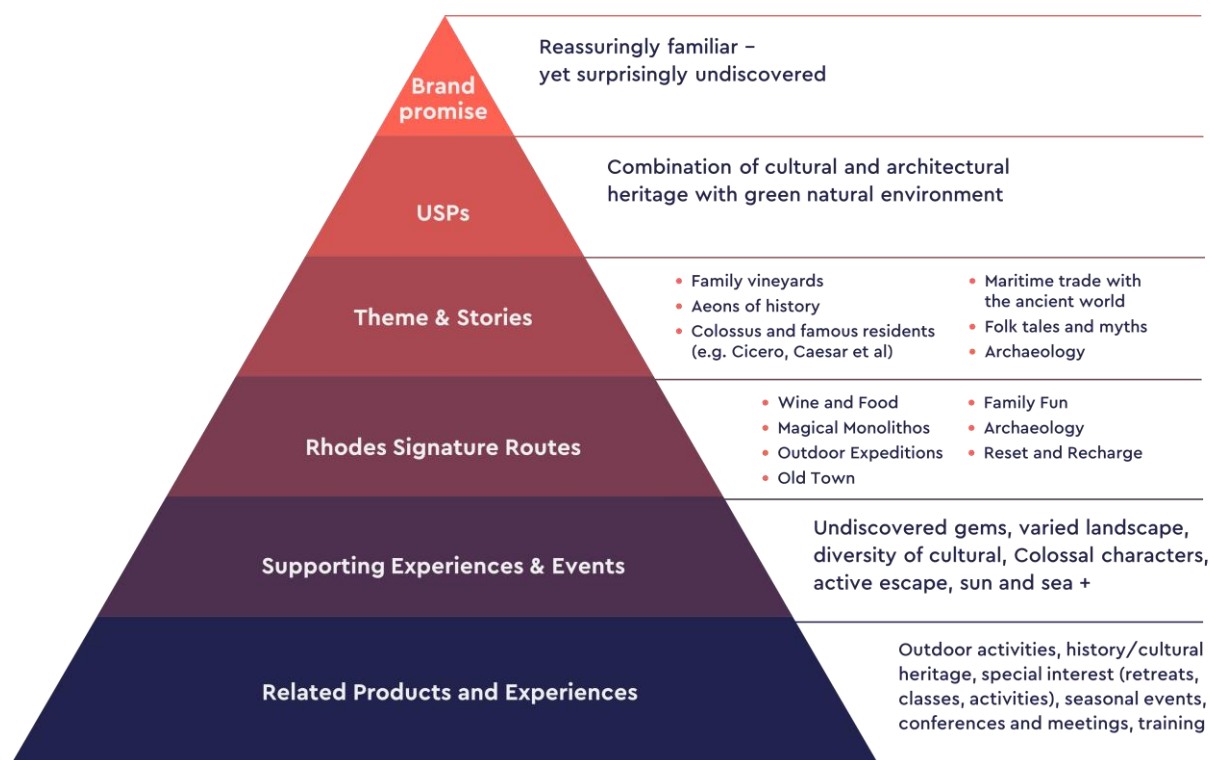 Brand
promise
Reassuringly familiar –
yet surprisingly undiscovered
USPs
Combination of cultural and architectural
heritage with green natural environment
Theme & Stories
• Family vineyards
• Aeons of history
• Colossus and famous residents
(e.g. Cicero, Caesar et al)
• Maritime trade with
the ancient world
• Folk tales and myths
• Archaeology
Rhodes Signature Routes
• Wine and Food
• Magical Monolithos
• Outdoor Expeditions
• Old Town
• Family Fun
• Archaeology
• Reset and Recharge
Supporting Experiences & Events
Undiscovered gems, varied landscape,
diversity of cultural, Colossal characters,
active escape, sun and sea +
Related Products and Experiences
Outdoor activities, history/cultural
heritage, special interest (retreats,
classes, activities), seasonal events,
conferences and meetings, training